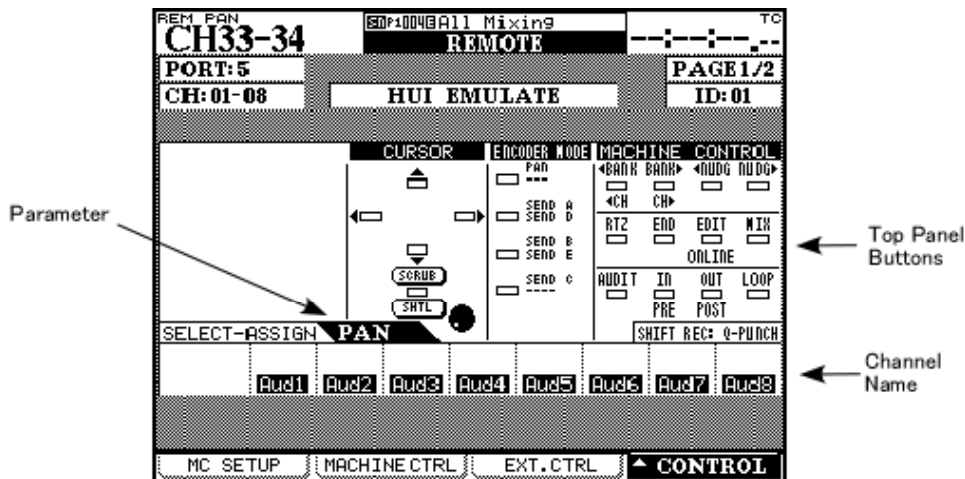 REM PAN
CH33-34
All Mixing
REMOTE
TC
--:--:--.--
PORT:5
PAGE1/2
CH:01-08
HUI EMULATE
ID:01
CURSOR
ENCODER MODE
MACHINE CONTROL
PAN
---
◀BANK BANK▶ ◀NUDG NUDG▶
◀CH CH▶
SEND A
SEND D
RTZ END EDIT MIX
ONLINE
SEND B
SEND E
SCRUB
SHTL
SEND C
----
AUDIT IN OUT LOOP
PRE POST
SELECT-ASSIGN PAN
SHIFT REC: Q-PUNCH
Aud1 Aud2 Aud3 Aud4 Aud5 Aud6 Aud7 Aud8
MC SETUP MACHINE CTRL EXT.CTRL ▲ CONTROL
Parameter
Top Panel
Buttons
Channel
Name